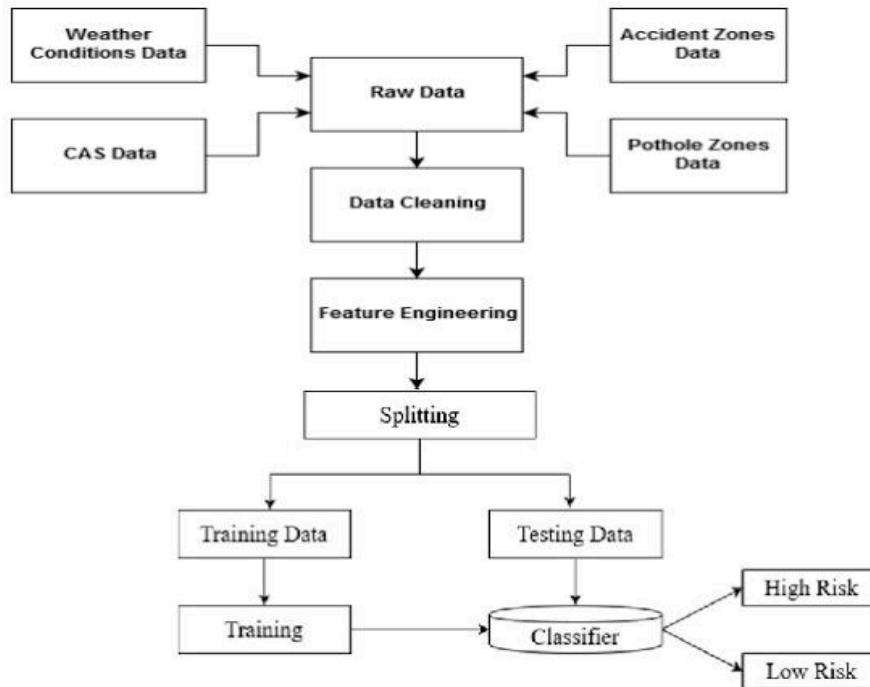 Weather
Conditions Data
Accident Zones
Data
Raw Data
CAS Data
Pothole Zones
Data
Data Cleaning
Feature Engineering
Splitting
Training Data
Testing Data
High Risk
Training
Classifier
Low Risk